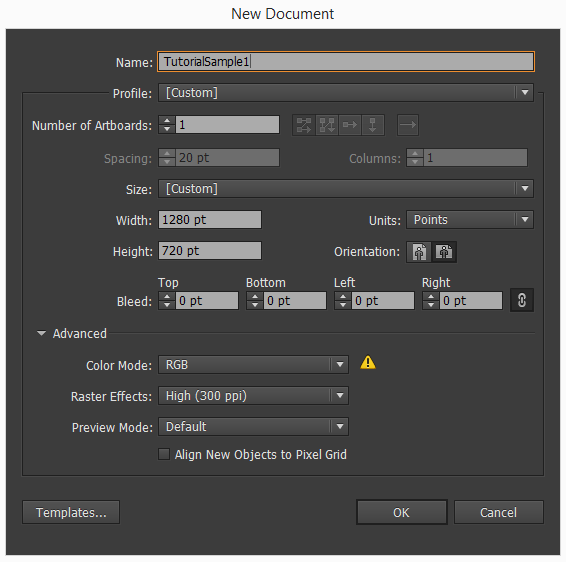 New Document
Name: TutorialSample1
Profile: [Custom]
Number of Artboards: 1
Spacing: 20 pt Columns: 1
Size: [Custom]
Width: 1280 pt Units: Points
Height: 720 pt Orientation:
Top Bottom Left Right
Bleed: 0 pt 0 pt 0 pt 0 pt
Advanced
Color Mode: RGB
Raster Effects: High (300 ppi)
Preview Mode: Default
Align New Objects to Pixel Grid
Templates... OK Cancel